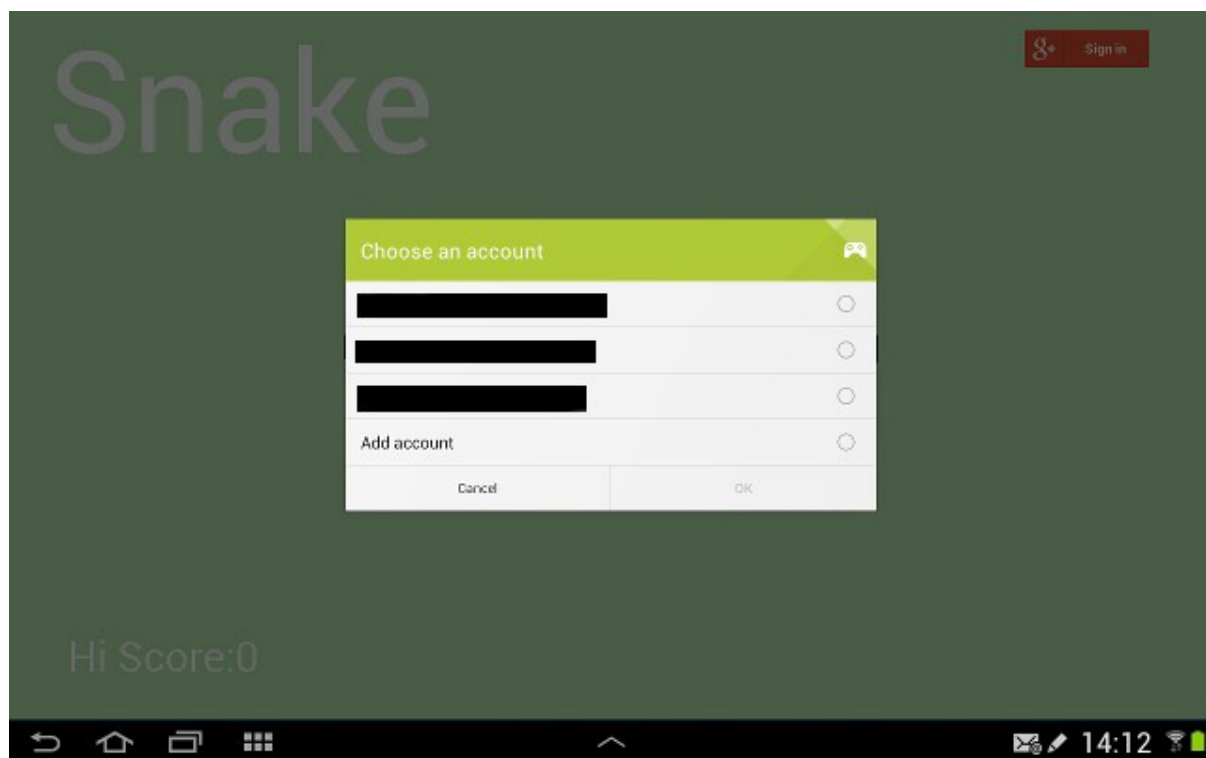 Snake
g+ Sign in
Choose an account
Add account
Cancel OK
Hi Score:0
14:12